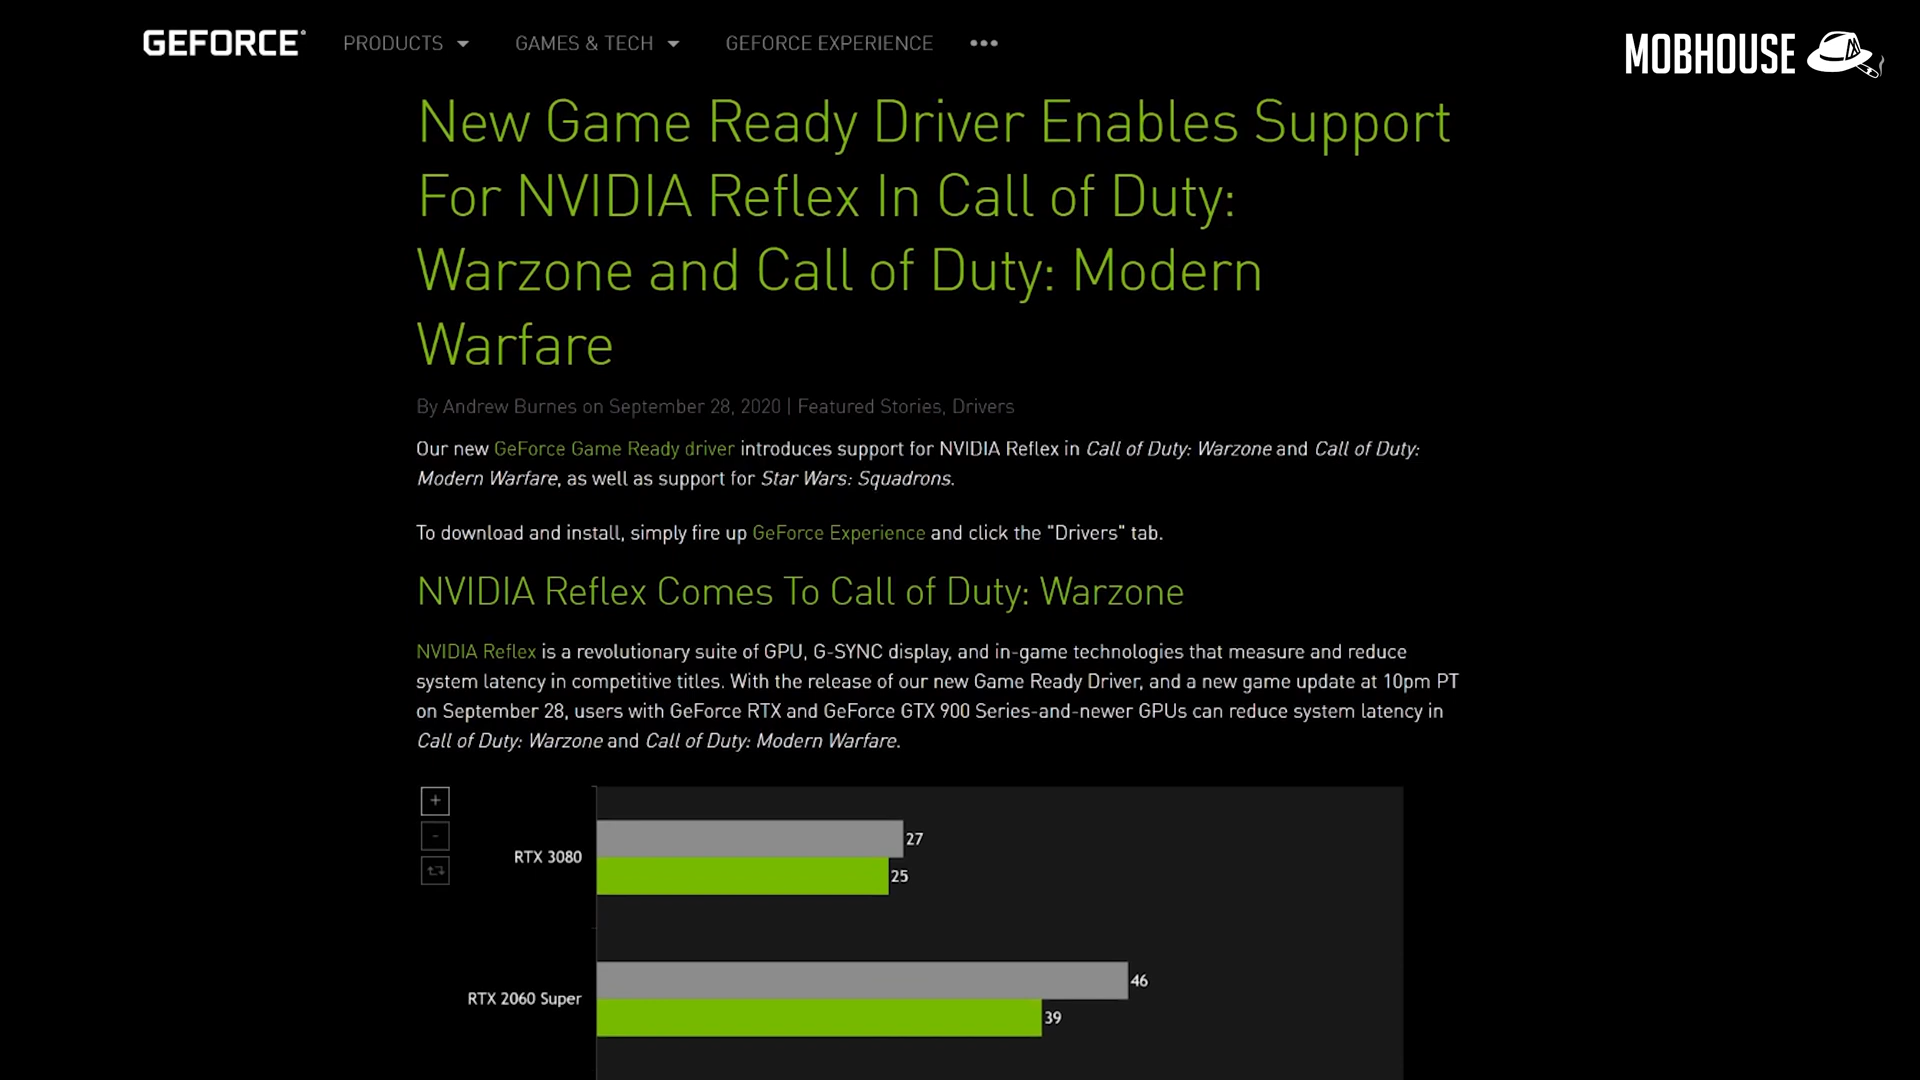 GEFORCE
PRODUCTS
GAMES & TECH
GEFORCE EXPERIENCE
•••
MOBHOUSE
New Game Ready Driver Enables Support
For NVIDIA Reflex In Call of Duty:
Warzone and Call of Duty: Modern
Warfare
By Andrew Burnes on September 28, 2020 | Featured Stories, Drivers
Our new GeForce Game Ready driver introduces support for NVIDIA Reflex in Call of Duty: Warzone and Call of Duty:
Modern Warfare, as well as support for Star Wars: Squadrons.
To download and install, simply fire up GeForce Experience and click the "Drivers" tab.
NVIDIA Reflex Comes To Call of Duty: Warzone
NVIDIA Reflex is a revolutionary suite of GPU, G-SYNC display, and in-game technologies that measure and reduce
system latency in competitive titles. With the release of our new Game Ready Driver, and a new game update at 10pm PT
on September 28, users with GeForce RTX and GeForce GTX 900 Series-and-newer GPUs can reduce system latency in
Call of Duty: Warzone and Call of Duty: Modern Warfare.
+
-
27
RTX 3080
25
46
RTX 2060 Super
39